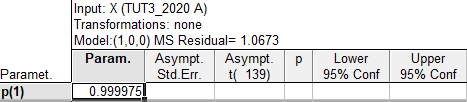 Input: X (TUT3_2020 A)
Transformations: none
Model:(1,0,0) MS Residual= 1.0673
Paramet. Param. Asympt. Std.Err. Asympt. t( 139) p Lower 95% Conf Upper 95% Conf
p(1) 0.999975